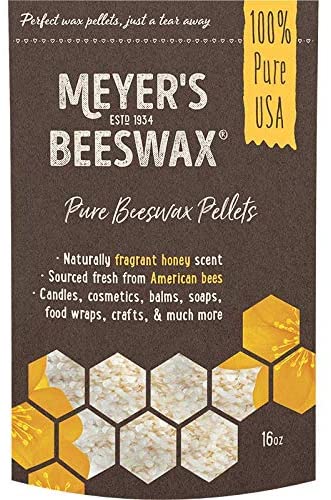 Perfect wax pellets, just a tear away
100%
Pure
USA
MEYER'S
ESTD 1934
BEESWAX®
Pure Beeswax Pellets
· Naturally fragrant honey scent
· Sourced fresh from American bees
· Candles, cosmetics, balms, soaps,
food wraps, crafts, & much more
16oz